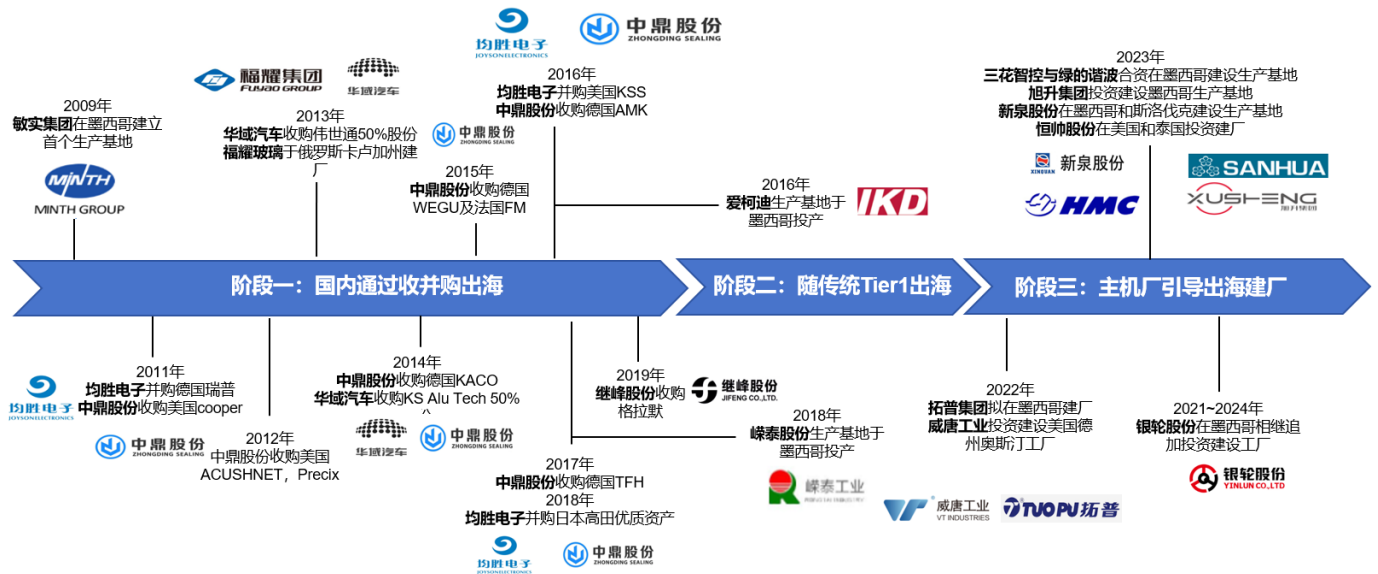 均胜电子
JOYSONELECTRONICS
中鼎股份
ZHONGDING SEALING
福耀集团
FUYAO GROUP
华域汽车
2009年
敏实集团在墨西哥建立
首个生产基地
MINTH
MINTH GROUP
2013年
华域汽车收购伟世通50%股份
福耀玻璃于俄罗斯卡卢加州建
厂
2016年
均胜电子并购美国KSS
中鼎股份收购德国AMK
中鼎股份
ZHONGDING SEALING
2015年
中鼎股份收购德国
WEGU及法国FM
2016年
爱柯迪生产基地于
墨西哥投产
IKD
2023年
三花智控与绿的谐波合资在墨西哥建设生产基地
旭升集团投资建设墨西哥生产基地
新泉股份在墨西哥和斯洛伐克建设生产基地
恒帅股份在美国和泰国投资建厂
XINQUAN
新泉股份
SANHUA
HMC
XUSHENG
旭升集团
阶段一：国内通过收并购出海
阶段二：随传统Tier1出海
阶段三：主机厂引导出海建厂
2011年
均胜电子并购德国瑞普
中鼎股份收购美国cooper
均胜电子
JOYSONELECTRONICS
中鼎股份
ZHONGDING SEALING
2012年
中鼎股份收购美国
ACUSHNET，Precix
2014年
中鼎股份收购德国KACO
华域汽车收购KS Alu Tech 50%
华域汽车
中鼎股份
ZHONGDING SEALING
2019年
继峰股份收购
格拉默
继峰股份
JIFENG CO.,LTD.
2017年
中鼎股份收购德国TFH
2018年
均胜电子并购日本高田优质资产
均胜电子
JOYSONELECTRONICS
中鼎股份
ZHONGDING SEALING
2018年
嵘泰股份生产基地于
墨西哥投产
嵘泰工业
2022年
拓普集团拟在墨西哥建厂
威唐工业投资建设美国德
州奥斯汀工厂
威唐工业
VT INDUSTRIES
TUOPU拓普
2021~2024年
银轮股份在墨西哥相继追
加投资建设工厂
银轮股份
YINLUN CO.,LTD